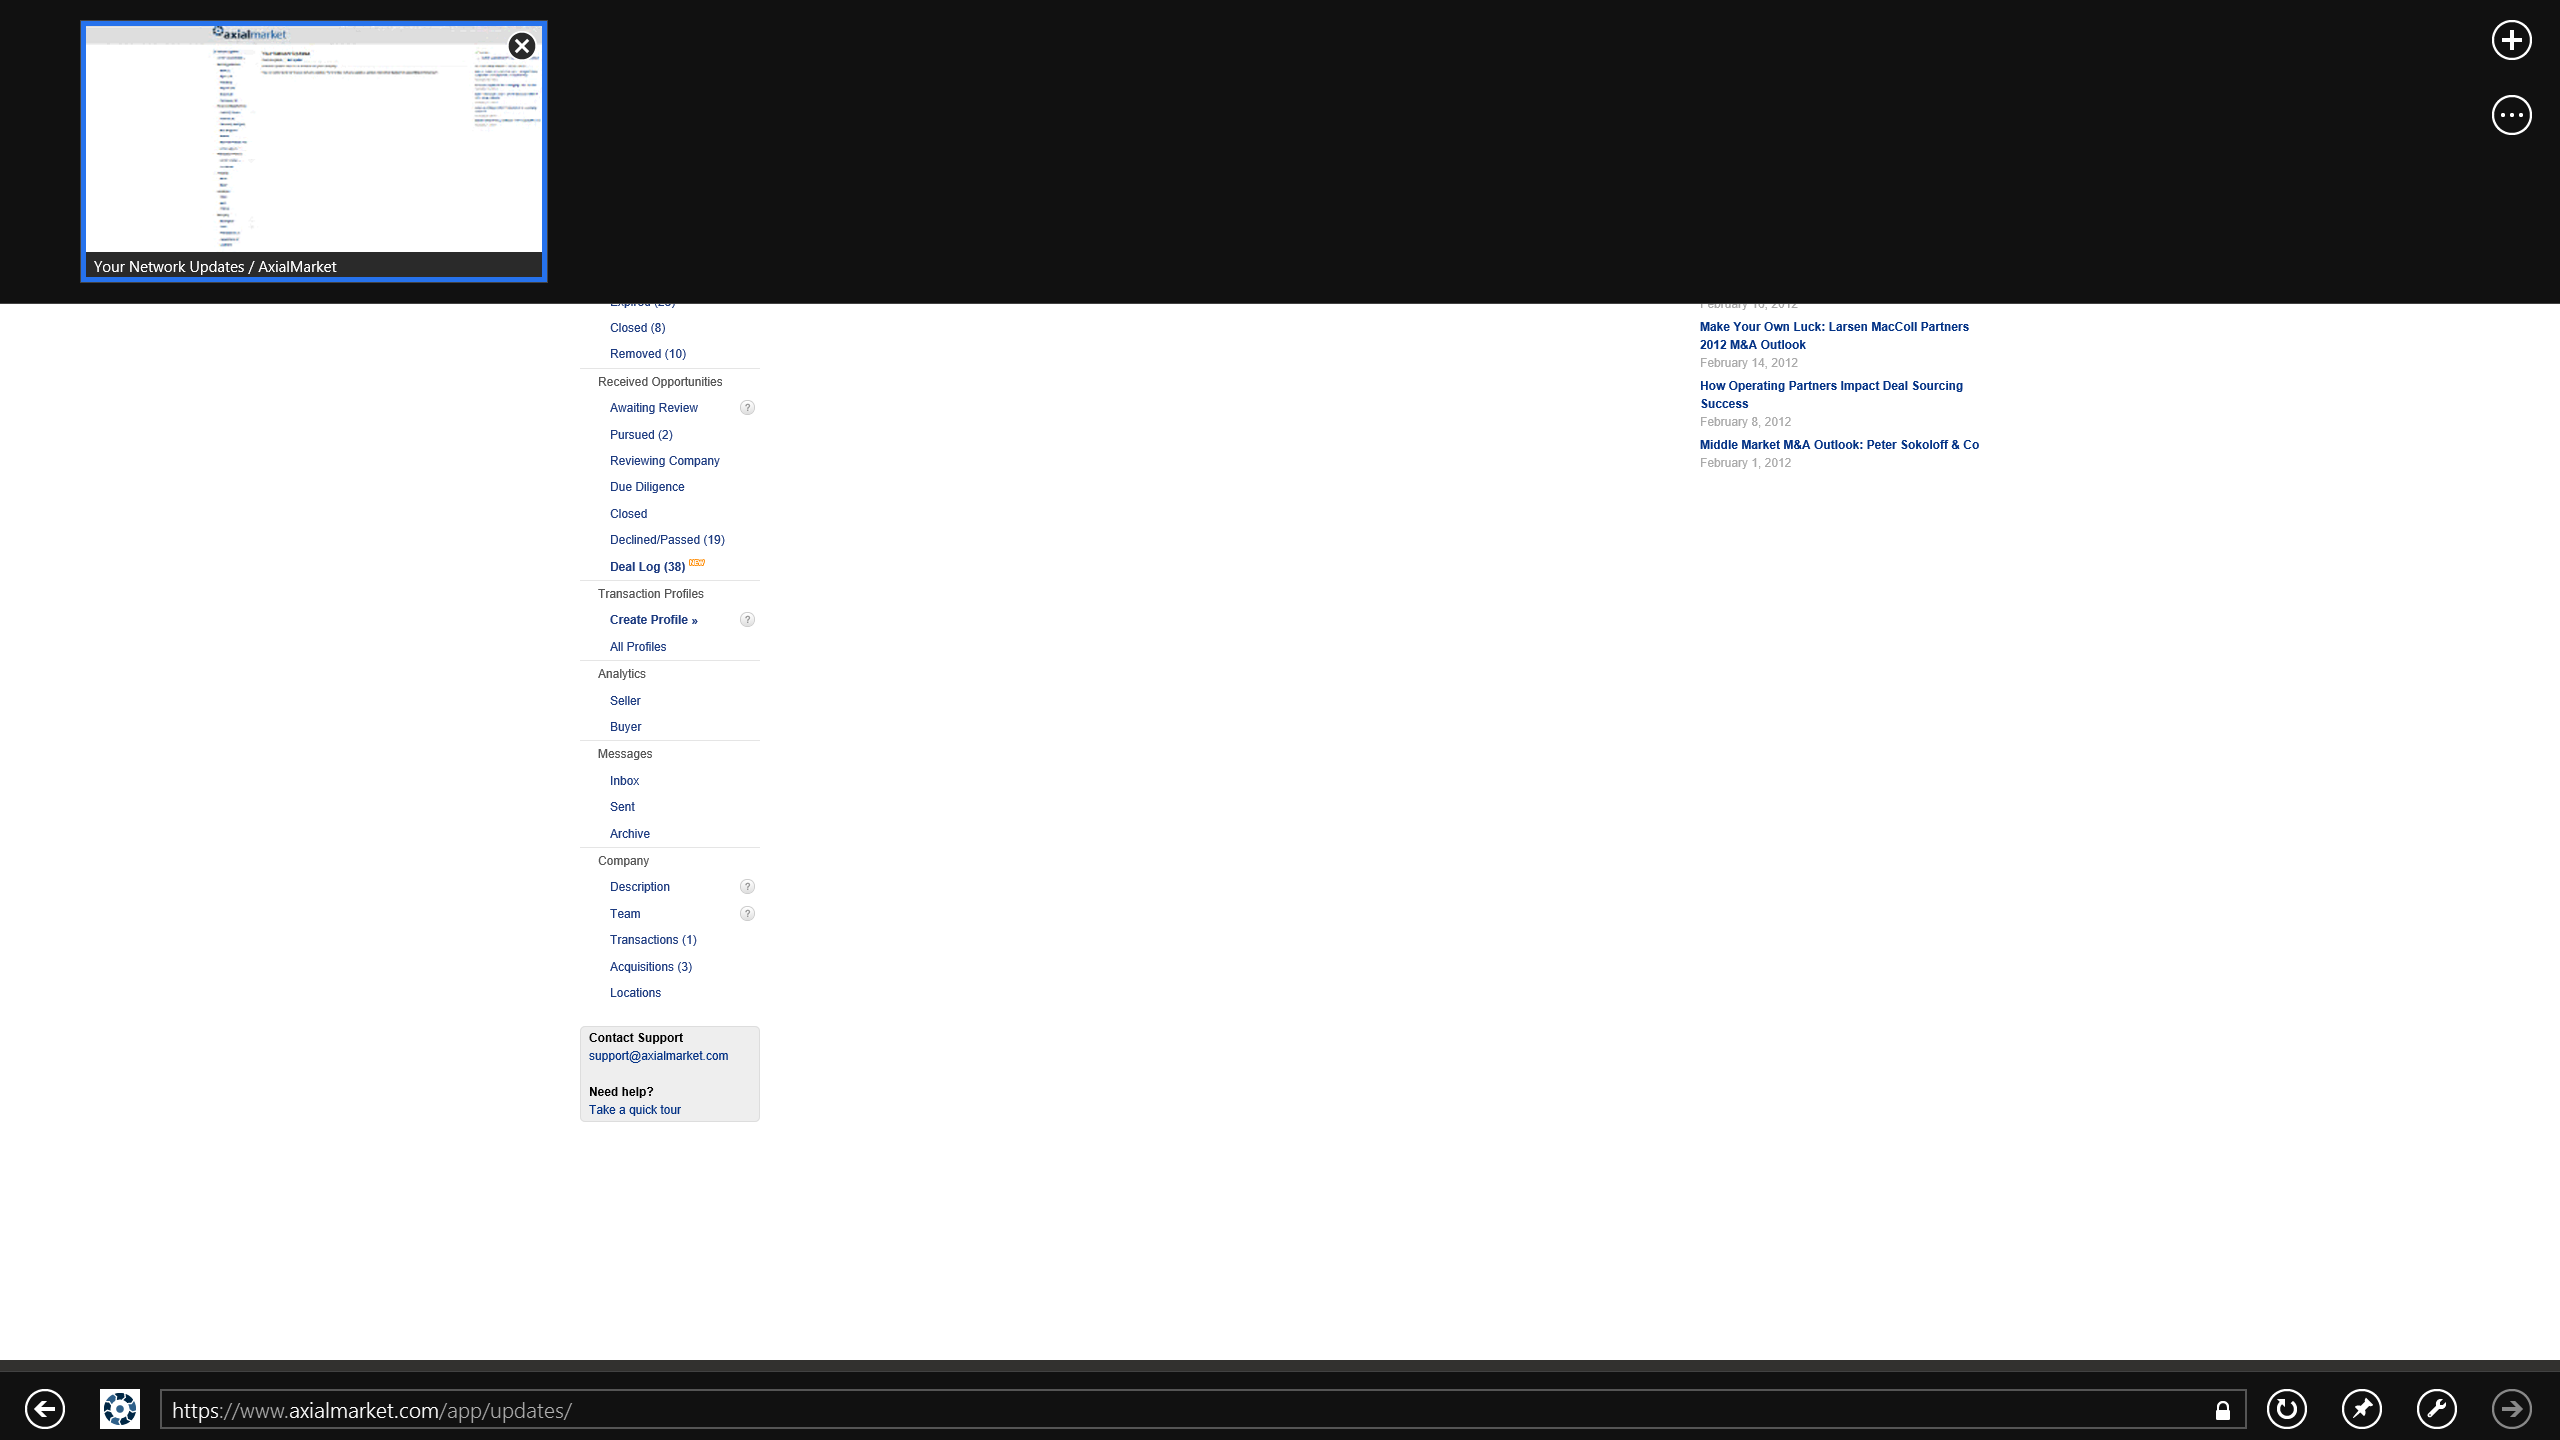 axialmarket
Your Network Updates / AxialMarket
Closed (8)
Removed (10)
Received Opportunities
Awaiting Review ?
Pursued (2)
Reviewing Company
Due Diligence
Closed
Declined/Passed (19)
Deal Log (38) NEW
Transaction Profiles
Create Profile » ?
All Profiles
Analytics
Seller
Buyer
Messages
Inbox
Sent
Archive
Company
Description ?
Team ?
Transactions (1)
Acquisitions (3)
Locations
Contact Support
support@axialmarket.com
Need help?
Take a quick tour
Make Your Own Luck: Larsen MacColl Partners
2012 M&A Outlook
February 14, 2012
How Operating Partners Impact Deal Sourcing
Success
February 8, 2012
Middle Market M&A Outlook: Peter Sokoloff & Co
February 1, 2012
https://www.axialmarket.com/app/updates/